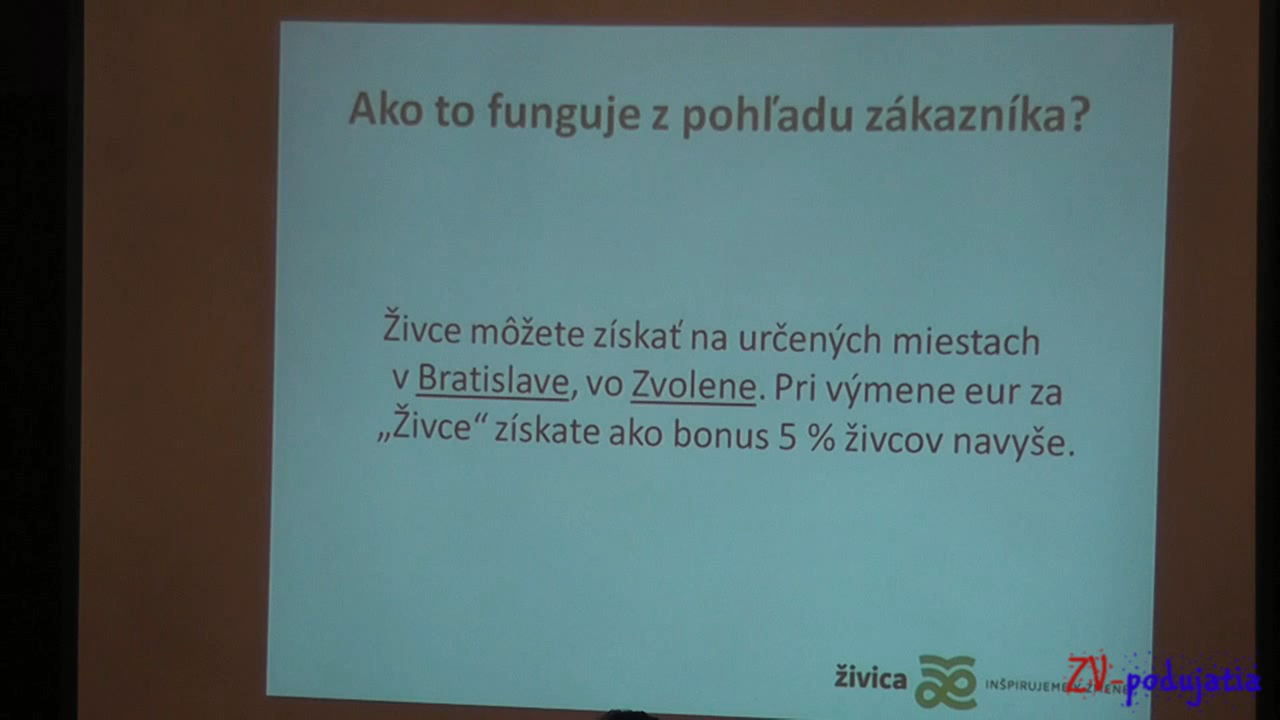 Ako to funguje z pohľadu zákazníka?
Živce môžete získať na určených miestach
v Bratislave, vo Zvolene. Pri výmene eur za
„Živce“ získate ako bonus 5 % živcov navyše.
živica
INŠPIRUJEME
ZV-podujatia